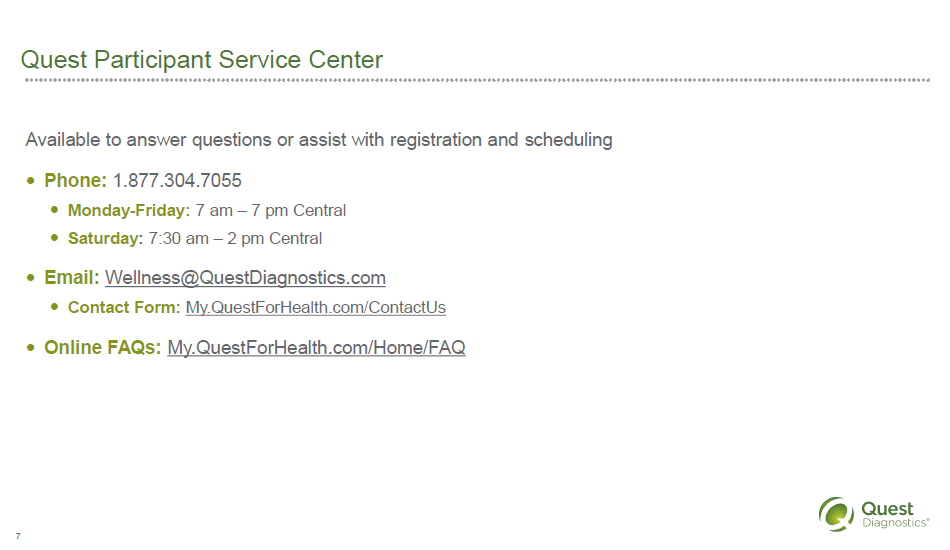 Quest Participant Service Center
Available to answer questions or assist with registration and scheduling
• Phone: 1.877.304.7055
• Monday-Friday: 7 am – 7 pm Central
• Saturday: 7:30 am – 2 pm Central
• Email: Wellness@QuestDiagnostics.com
• Contact Form: My.QuestForHealth.com/ContactUs
• Online FAQs: My.QuestForHealth.com/Home/FAQ
Quest
Diagnostics®
7